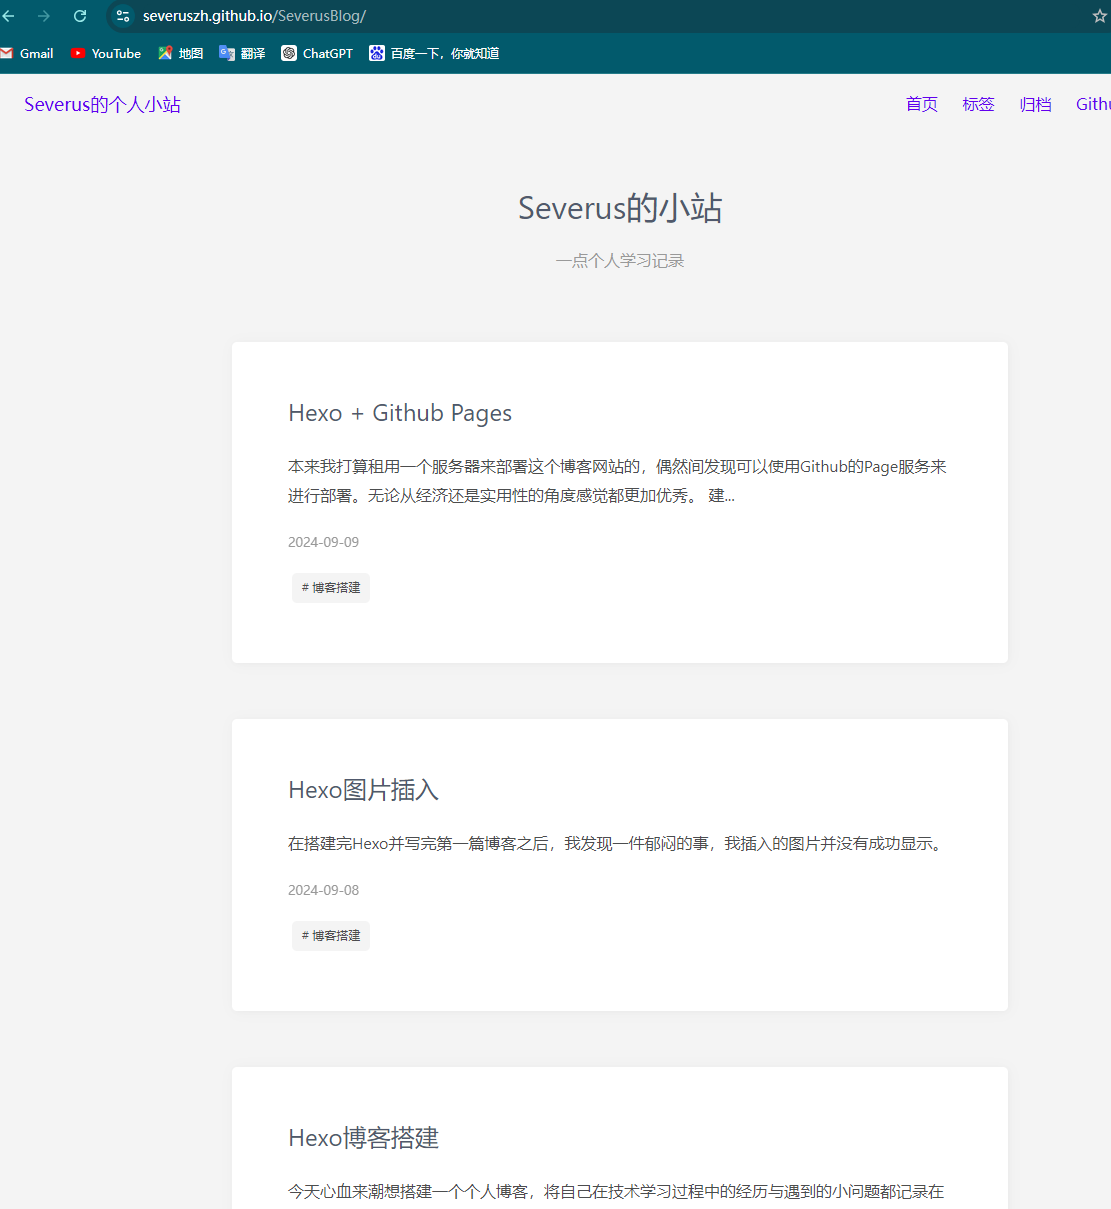 severuszh.github.io/SeverusBlog/
Gmail YouTube 地图 翻译 ChatGPT 百度一下，你就知道
Severus的个人小站 首页 标签 归档
Severus的小站
一点个人学习记录
Hexo + Github Pages
本来我打算租用一个服务器来部署这个博客网站的，偶然间发现可以使用Github的Page服务来
进行部署。无论从经济还是实用性的角度感觉都更加优秀。 建...
2024-09-09
# 博客搭建
Hexo图片插入
在搭建完Hexo并写完第一篇博客之后，我发现一件郁闷的事，我插入的图片并没有成功显示。
2024-09-08
# 博客搭建
Hexo博客搭建
今天心血来潮想搭建一个个人博客，将自己在技术学习过程中的经历与遇到的小问题都记录在